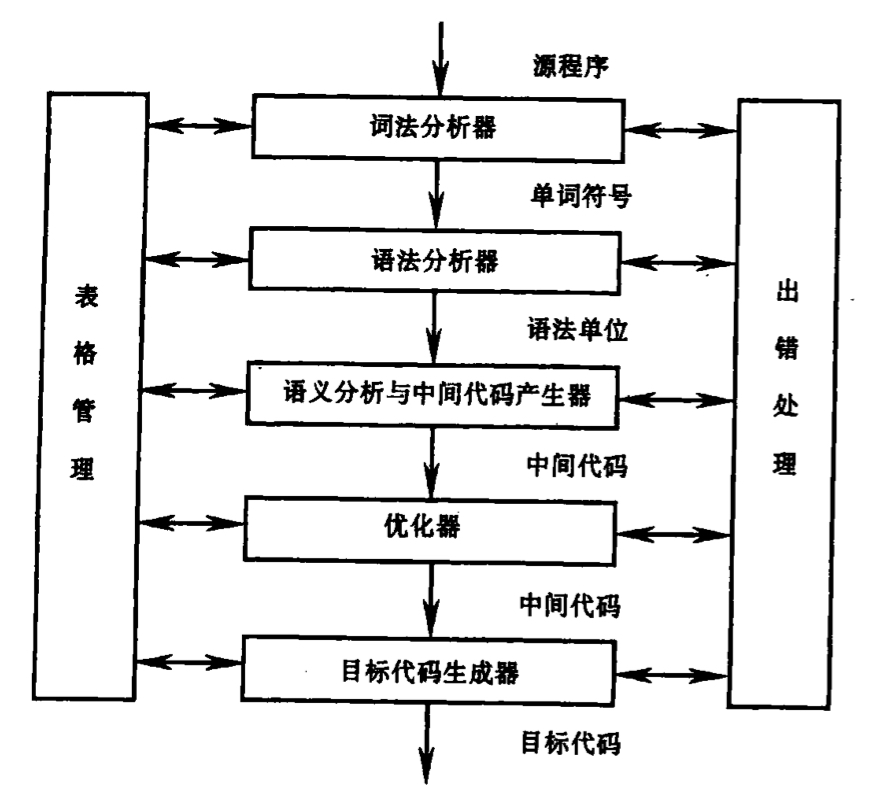 源程序
词法分析器
单词符号
语法分析器
语法单位
语义分析与中间代码产生器
中间代码
优化器
中间代码
目标代码生成器
目标代码
表格管理
出错处理